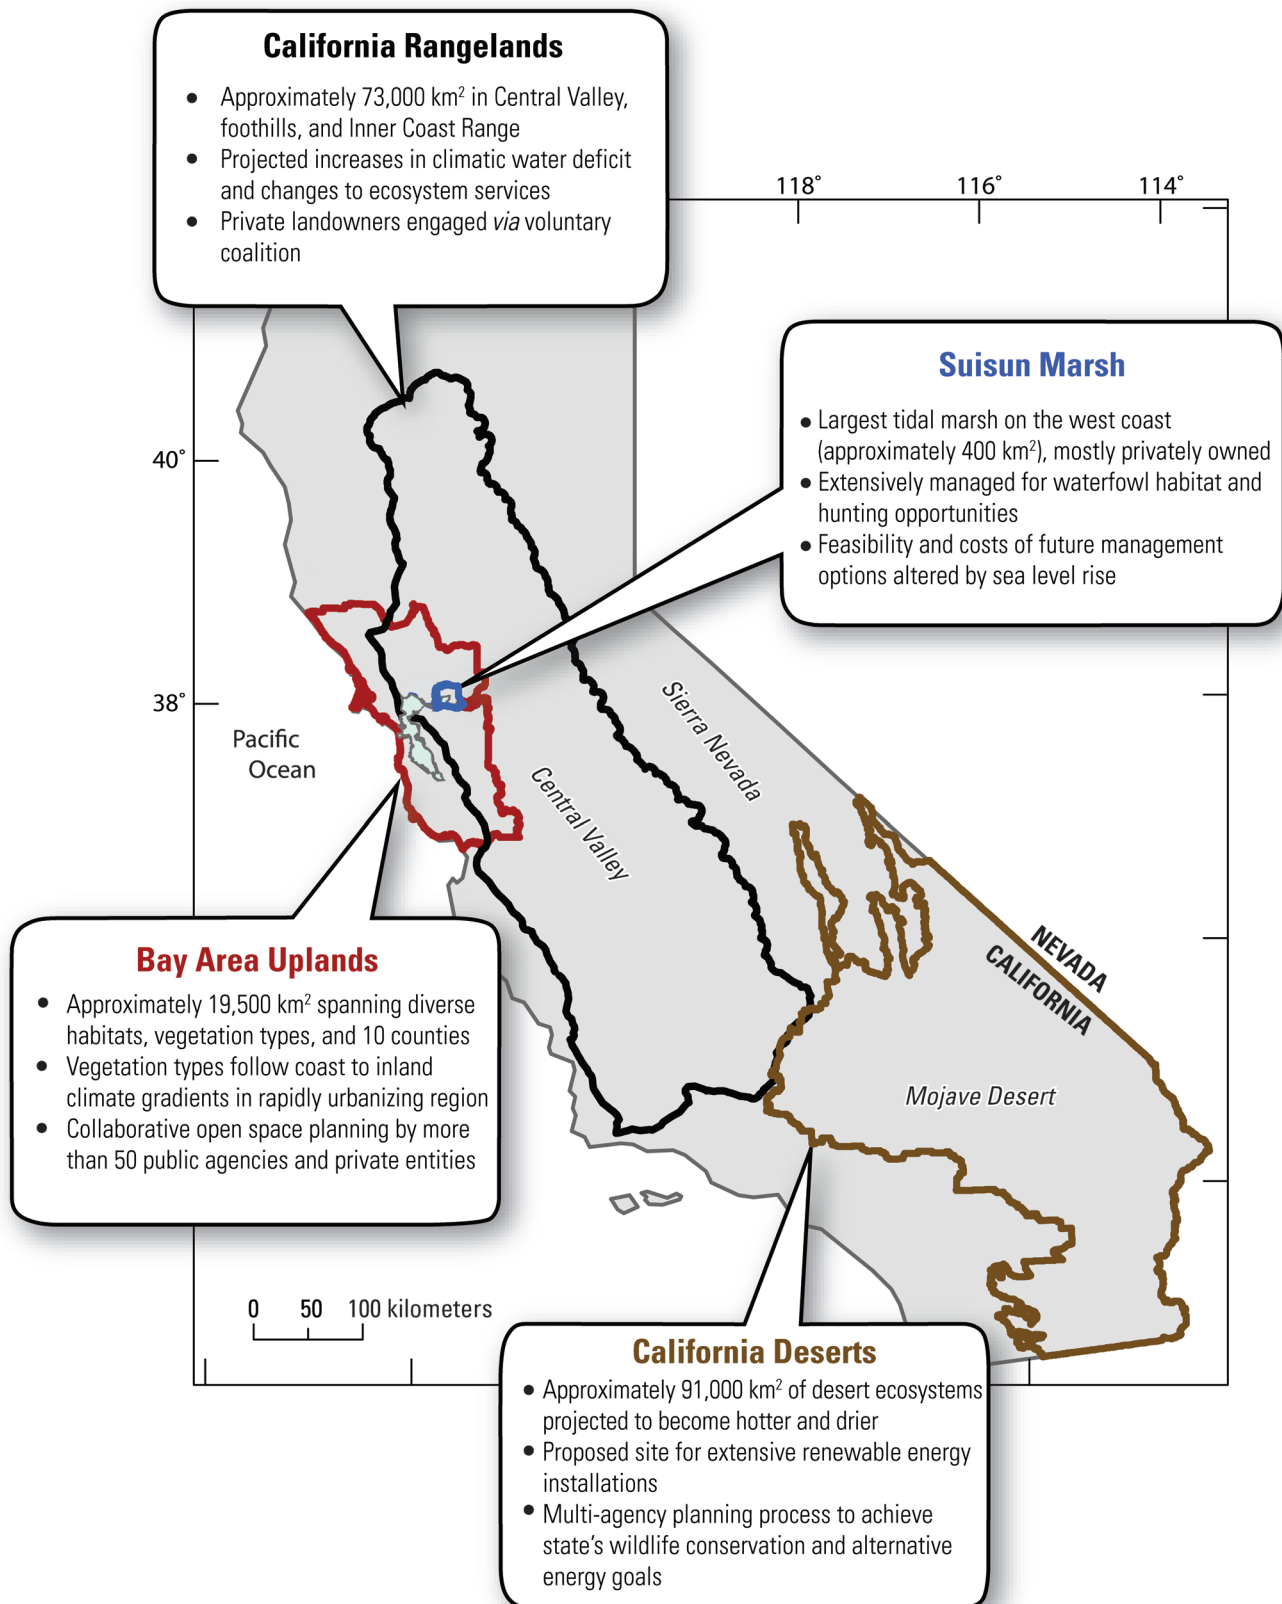 California Rangelands
• Approximately 73,000 km² in Central Valley,
foothills, and Inner Coast Range
• Projected increases in climatic water deficit
and changes to ecosystem services
• Private landowners engaged via voluntary
coalition
118°
116°
114°
Suisun Marsh
• Largest tidal marsh on the west coast
(approximately 400 km²), mostly privately owned
• Extensively managed for waterfowl habitat and
hunting opportunities
• Feasibility and costs of future management
options altered by sea level rise
40°
38°
Pacific
Ocean
Sierra Nevada
Central Valley
NEVADA
CALIFORNIA
Mojave Desert
Bay Area Uplands
• Approximately 19,500 km² spanning diverse
habitats, vegetation types, and 10 counties
• Vegetation types follow coast to inland
climate gradients in rapidly urbanizing region
• Collaborative open space planning by more
than 50 public agencies and private entities
0 50 100 kilometers
California Deserts
• Approximately 91,000 km² of desert ecosystems
projected to become hotter and drier
• Proposed site for extensive renewable energy
installations
• Multi-agency planning process to achieve
state's wildlife conservation and alternative
energy goals